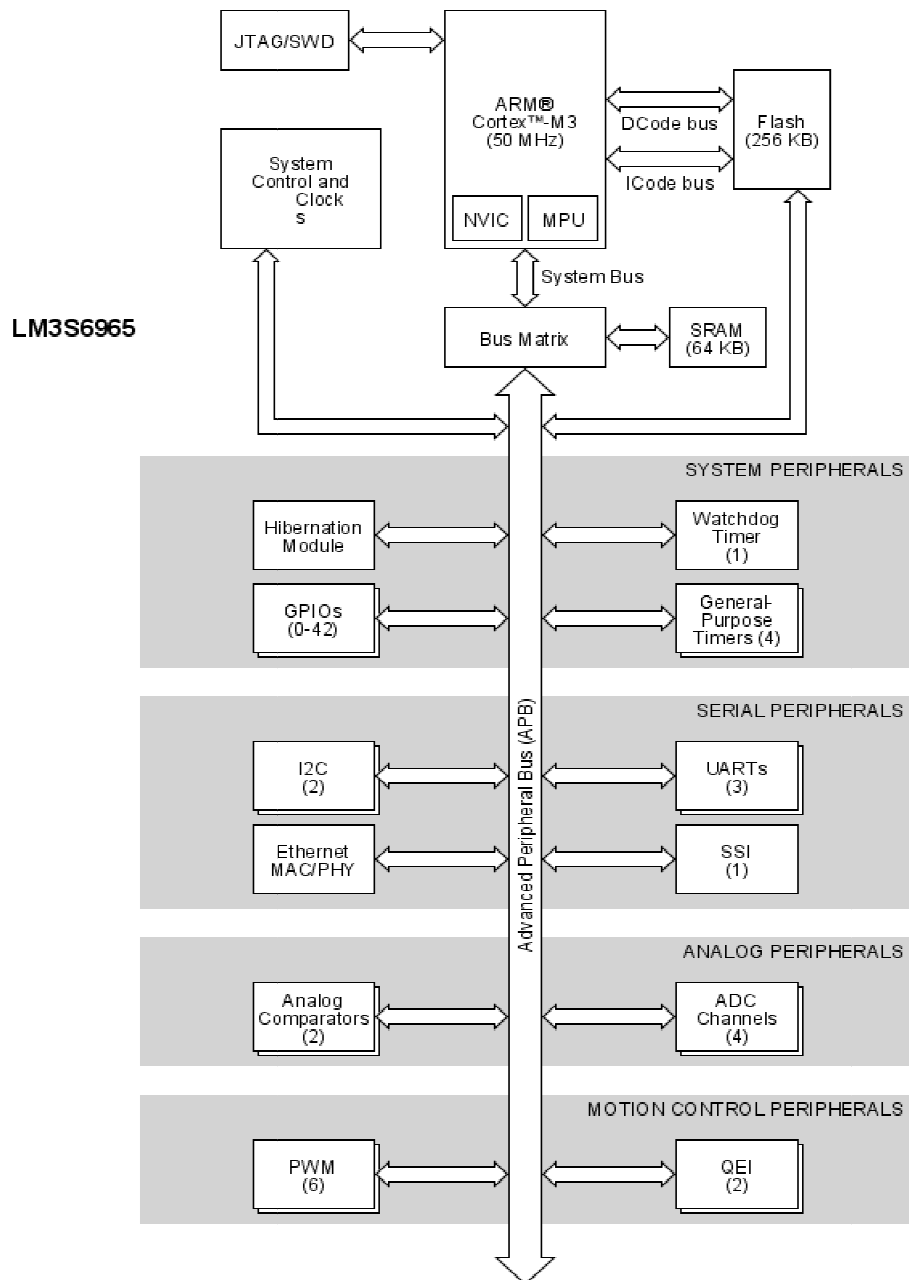 JTAG/SWD
ARM®
Cortex™-M3
(50 MHz)
NVIC
MPU
DCode bus
ICode bus
Flash
(256 KB)
System
Control and
Clock
s
System Bus
LM3S6965
Bus Matrix
SRAM
(64 KB)
SYSTEM PERIPHERALS
Hibernation
Module
Watchdog
Timer
(1)
GPIOs
(0-42)
General-
Purpose
Timers (4)
Advanced Peripheral Bus (APB)
SERIAL PERIPHERALS
I2C
(2)
UARTs
(3)
Ethernet
MAC/PHY
SSI
(1)
ANALOG PERIPHERALS
Analog
Comparators
(2)
ADC
Channels
(4)
MOTION CONTROL PERIPHERALS
PWM
(6)
QEI
(2)